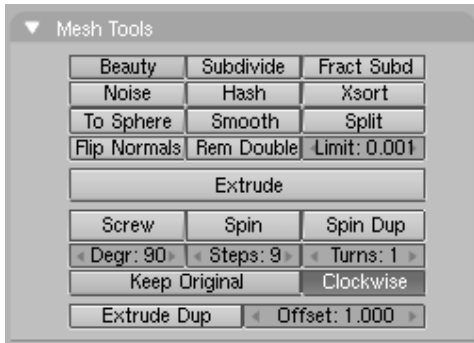 Mesh Tools
Beauty Subdivide Fract Subd
Noise Hash Xsort
To Sphere Smooth Split
Flip Normals Rem Double Limit: 0.001
Extrude
Screw Spin Spin Dup
Degr: 90 Steps: 9 Turns: 1
Keep Original Clockwise
Extrude Dup Offset: 1.000